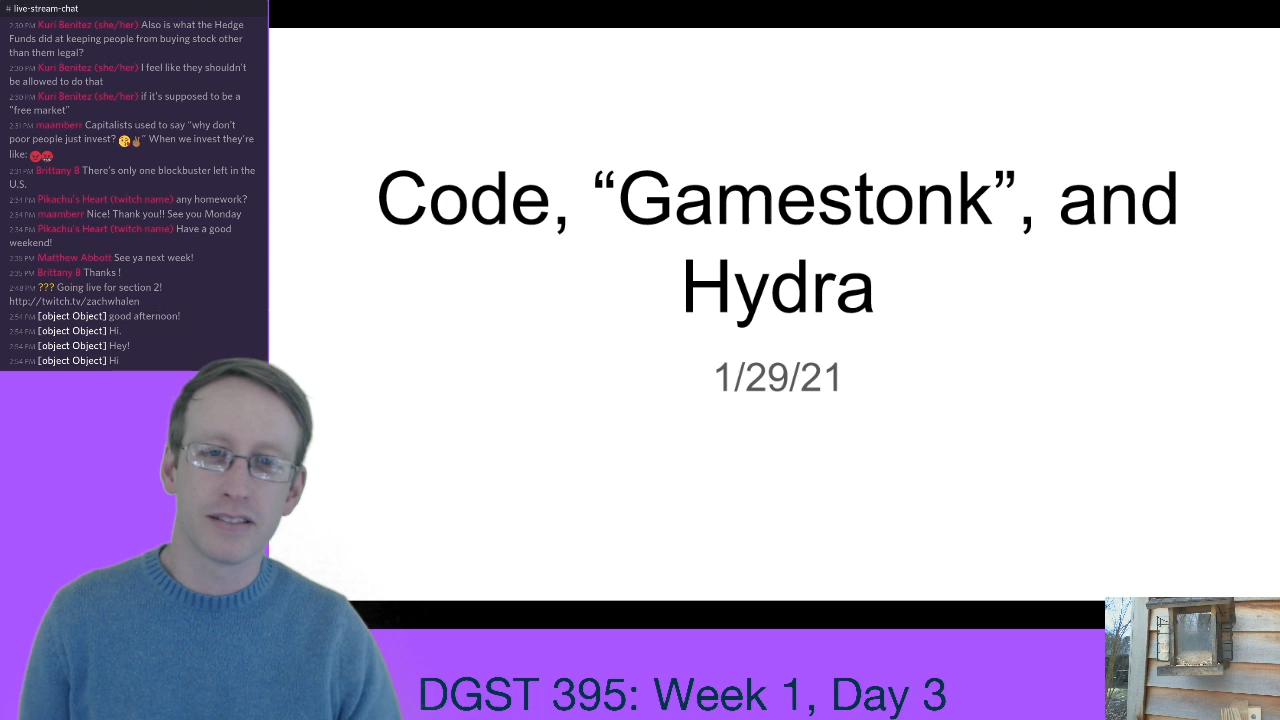 # live-stream-chat
2:30 PM Kuri Benitez (she/her) Also is what the Hedge
Funds did at keeping people from buying stock other
than them legal?
2:30 PM Kuri Benitez (she/her) I feel like they shouldn't
be allowed to do that
2:30 PM Kuri Benitez (she/her) if it's supposed to be a
"free market"
2:31 PM maamberr Capitalists used to say "why don't
poor people just invest? 😘✌🏽" When we invest they're
like: 😡🤬
2:31 PM Brittany B There's only one blockbuster left in the
U.S.
2:34 PM Pikachu's Heart (twitch name) any homework?
2:34 PM maamberr Nice! Thank you!! See you Monday
2:34 PM Pikachu's Heart (twitch name) Have a good
weekend!
2:35 PM Matthew Abbott See ya next week!
2:35 PM Brittany B Thanks !
2:48 PM ??? Going live for section 2!
http://twitch.tv/zachwhalen
2:54 PM [object Object] good afternoon!
2:54 PM [object Object] Hi.
2:54 PM [object Object] Hey!
2:54 PM [object Object] Hi
Code, “Gamestonk”, and
Hydra
1/29/21
DGST 395: Week 1, Day 3